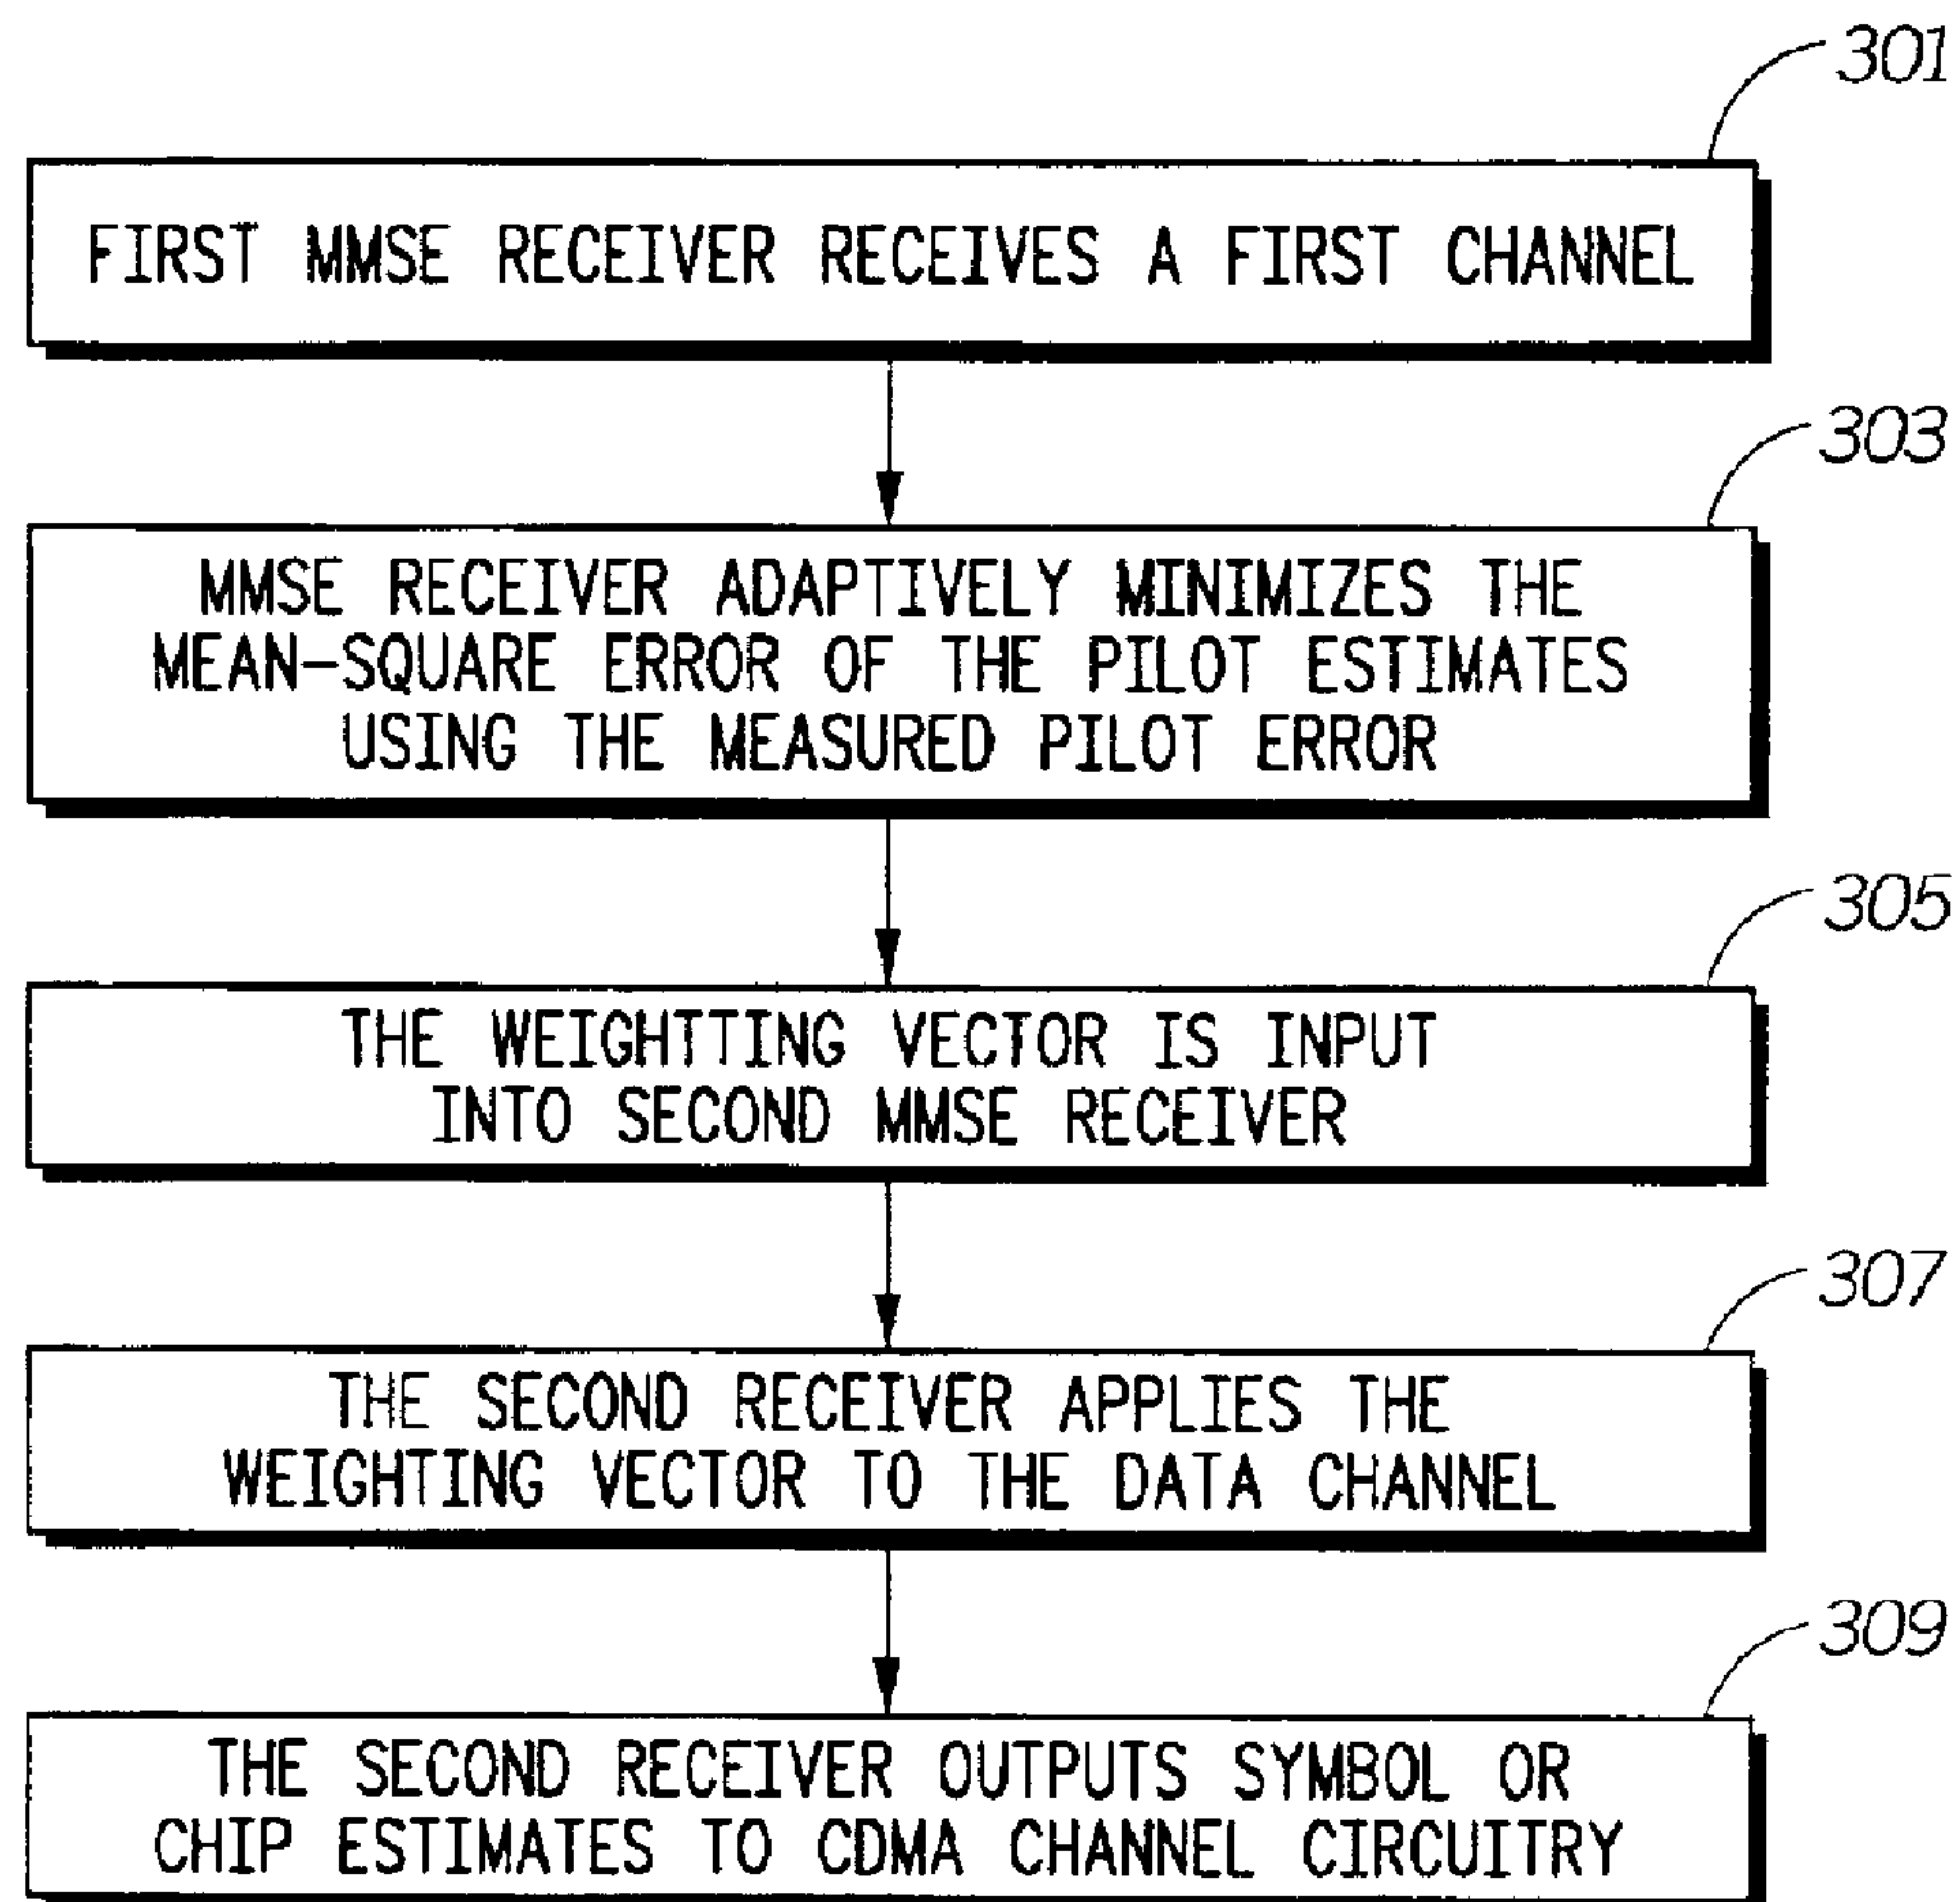 301
FIRST MMSE RECEIVER RECEIVES A FIRST CHANNEL
303
MMSE RECEIVER ADAPTIVELY MINIMIZES THE
MEAN-SQUARE ERROR OF THE PILOT ESTIMATES
USING THE MEASURED PILOT ERROR
305
THE WEIGHTTING VECTOR IS INPUT
INTO SECOND MMSE RECEIVER
307
THE SECOND RECEIVER APPLIES THE
WEIGHTING VECTOR TO THE DATA CHANNEL
309
THE SECOND RECEIVER OUTPUTS SYMBOL OR
CHIP ESTIMATES TO CDMA CHANNEL CIRCUITRY